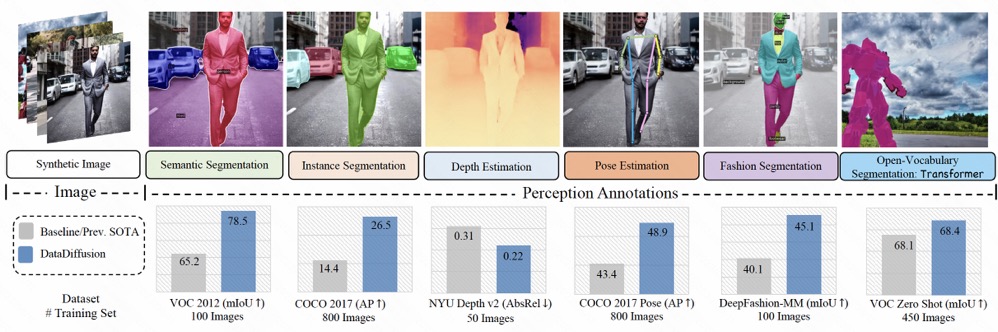 Synthetic Image
Semantic Segmentation
Instance Segmentation
Depth Estimation
Pose Estimation
Fashion Segmentation
Open-Vocabulary
Segmentation: Transformer
Image
Perception Annotations
Baseline/Prev. SOTA
DataDiffusion
Dataset
# Training Set
65.2
78.5
VOC 2012 (mIoU ↑)
100 Images
14.4
26.5
COCO 2017 (AP ↑)
800 Images
0.31
0.22
NYU Depth v2 (AbsRel ↓)
50 Images
43.4
48.9
COCO 2017 Pose (AP ↑)
800 Images
40.1
45.1
DeepFashion-MM (mIoU ↑)
100 Images
68.1
68.4
VOC Zero Shot (mIoU ↑)
450 Images